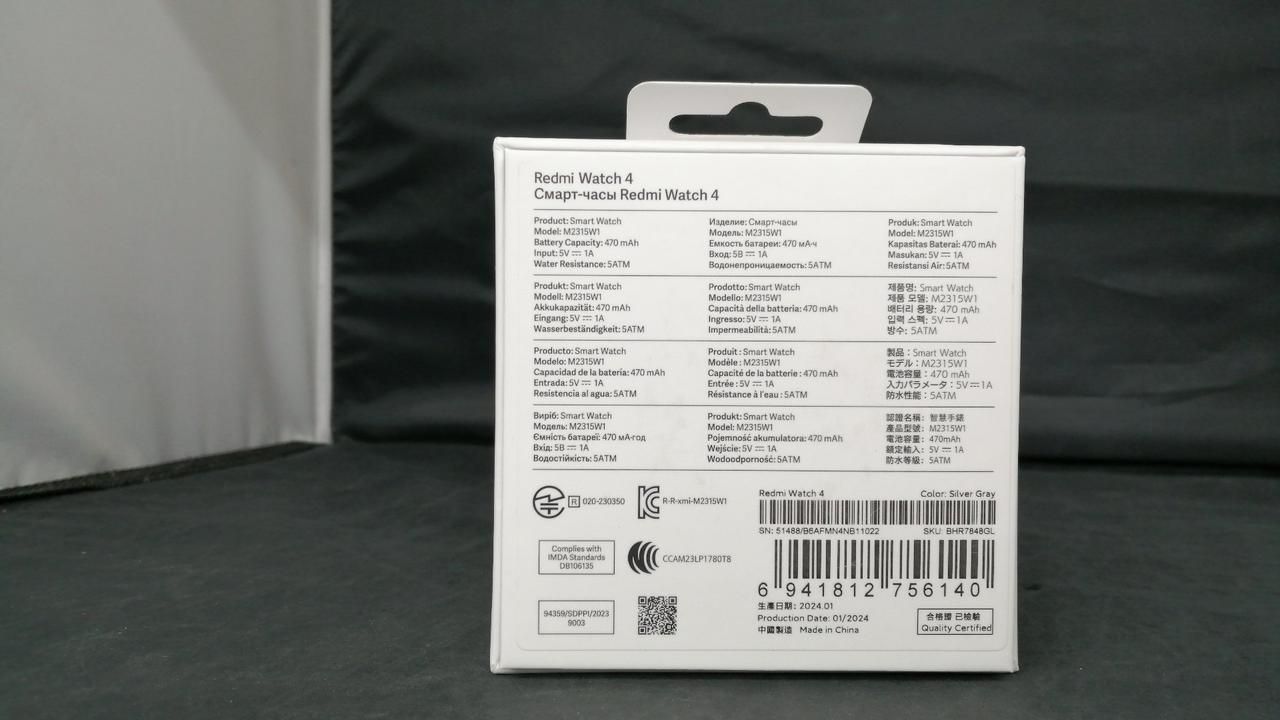 Redmi Watch 4
Смарт-часы Redmi Watch 4
Product: Smart Watch
Model: M2315W1
Battery Capacity: 470 mAh
Input: 5V ⎓ 1A
Water Resistance: 5ATM
Изделие: Смарт-часы
Модель: M2315W1
Емкость батареи: 470 мА·ч
Вход: 5В ⎓ 1A
Водонепроницаемость: 5ATM
Produk: Smart Watch
Model: M2315W1
Kapasitas Baterai: 470 mAh
Masukan: 5V ⎓ 1A
Resistansi Air: 5ATM
Produkt: Smart Watch
Modell: M2315W1
Akkukapazität: 470 mAh
Eingang: 5V ⎓ 1A
Wasserbeständigkeit: 5ATM
Prodotto: Smart Watch
Modello: M2315W1
Capacità della batteria: 470 mAh
Ingresso: 5V ⎓ 1A
Impermeabilità: 5ATM
제품명: Smart Watch
제품 모델: M2315W1
배터리 용량: 470 mAh
입력 스펙: 5V⎓1A
방수: 5ATM
Producto: Smart Watch
Modelo: M2315W1
Capacidad de la batería: 470 mAh
Entrada: 5V ⎓ 1A
Resistencia al agua: 5ATM
Produit : Smart Watch
Modèle : M2315W1
Capacité de la batterie : 470 mAh
Entrée : 5V ⎓ 1A
Résistance à l'eau : 5ATM
製品：Smart Watch
モデル：M2315W1
電池容量：470 mAh
入力パラメータ：5V⎓1A
防水性能：5ATM
Виріб: Smart Watch
Модель: M2315W1
Ємність батареї: 470 мА·год
Вхід: 5В ⎓ 1A
Водостійкість: 5ATM
Produkt: Smart Watch
Model: M2315W1
Pojemność akumulatora: 470 mAh
Wejście: 5V ⎓ 1A
Wodoodporność: 5ATM
認證名稱：智慧手錶
產品型號：M2315W1
電池容量：470mAh
額定輸入：5V ⎓ 1A
防水等級：5ATM
R 020-230350
R-R-xmi-M2315W1
Complies with
IMDA Standards
DB106135
CCAM23LP1780T8
94359/SDPPI/2023
9003
Redmi Watch 4 Color: Silver Gray
SN: 51488/B6AFMN4NB11022 SKU: BHR7848GL
6 941812 756140
生產日期: 2024.01
Production Date: 01/2024
中國製造 Made in China
合格證 已檢驗
Quality Certified